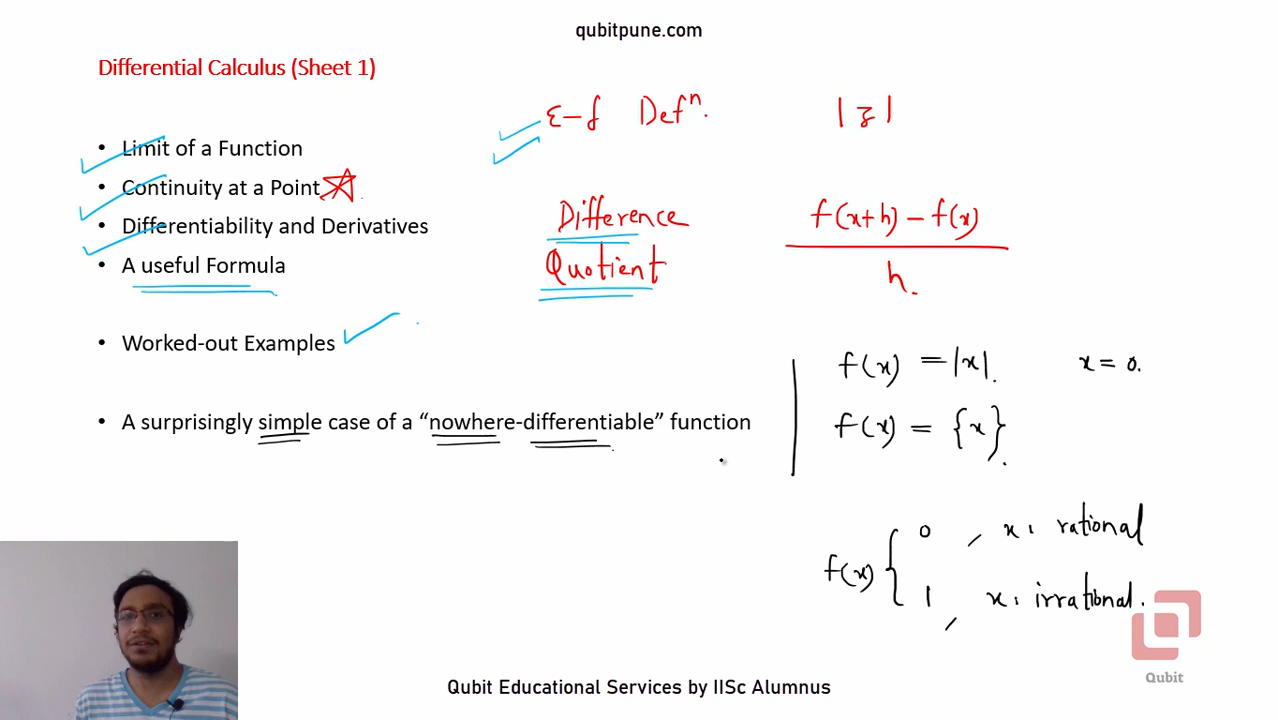 qubitpune.com
Differential Calculus (Sheet 1)
• Limit of a Function
• Continuity at a Point
• Differentiability and Derivatives
• A useful Formula
• Worked-out Examples
• A surprisingly simple case of a “nowhere-differentiable” function
ε–δ Defⁿ.
Difference
Quotient
f(x+h) – f(x)
h.
f(x) = |x|. x = 0.
f(x) = {x}.
f(x) { 0 , x : rational
1 , x : irrational.
Qubit
Qubit Educational Services by IISc Alumnus